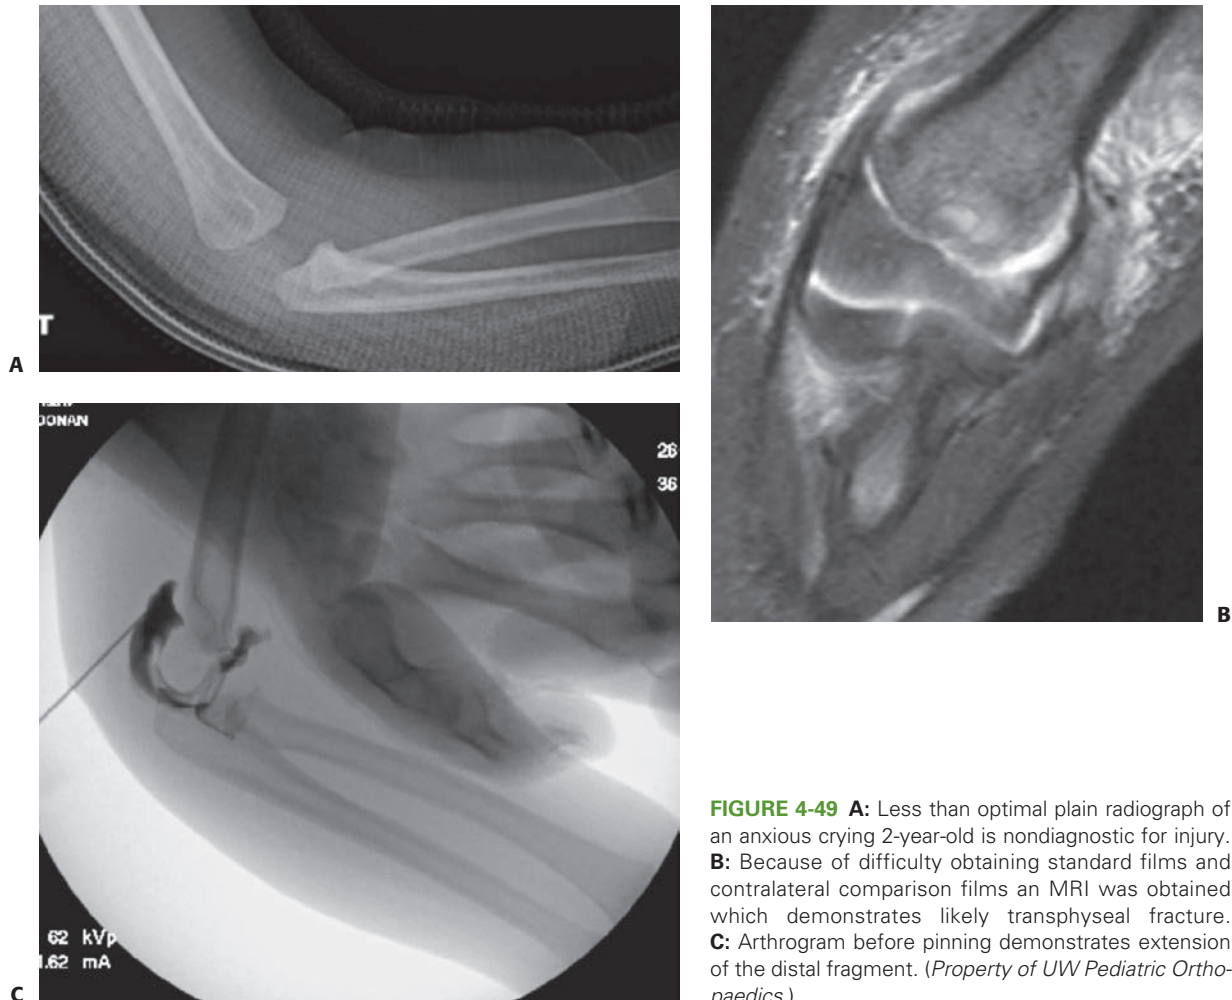 T
A
B
DONAN
26
36
62 kVp
1.62 mA
C
FIGURE 4-49 A: Less than optimal plain radiograph of
an anxious crying 2-year-old is nondiagnostic for injury.
B: Because of difficulty obtaining standard films and
contralateral comparison films an MRI was obtained
which demonstrates likely transphyseal fracture.
C: Arthrogram before pinning demonstrates extension
of the distal fragment. (Property of UW Pediatric Ortho-
paedics.)